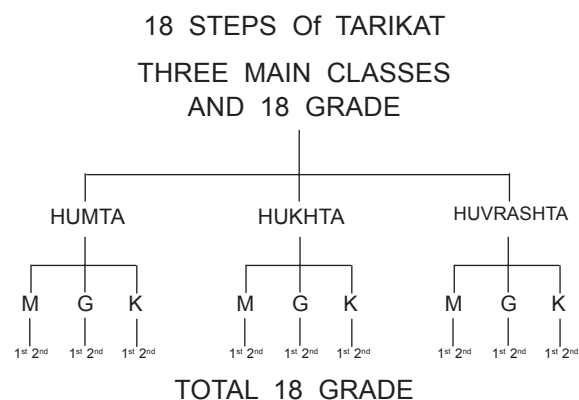 18 STEPS Of TARIKAT
THREE MAIN CLASSES
AND 18 GRADE
HUMTA HUKHTA HUVRASHTA
M G K M G K M G K
1st 2nd 1st 2nd 1st 2nd 1st 2nd 1st 2nd 1st 2nd 1st 2nd 1st 2nd 1st 2nd
TOTAL 18 GRADE